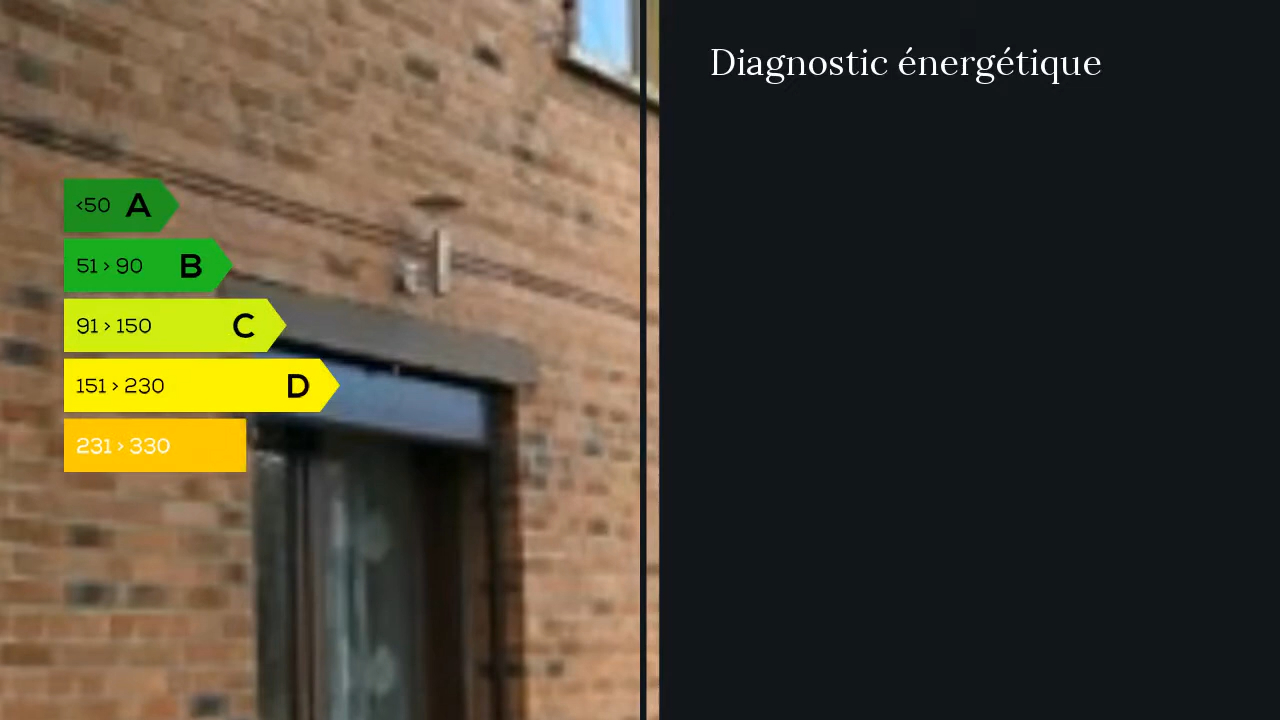 Diagnostic énergétique
<50 A
51 > 90 B
91 > 150 C
151 > 230 D
231 > 330